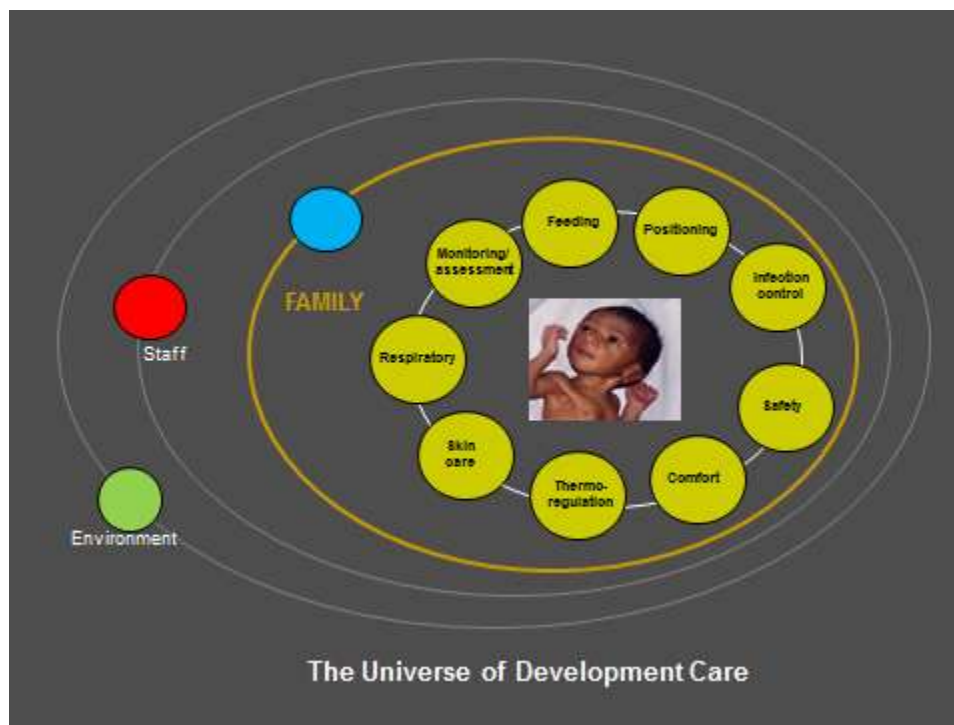 Feeding
Positioning
Monitoring/
assessment
Infection
control
FAMILY
Staff
Respiratory
Safety
Skin
care
Comfort
Thermo-
regulation
Environment
The Universe of Development Care